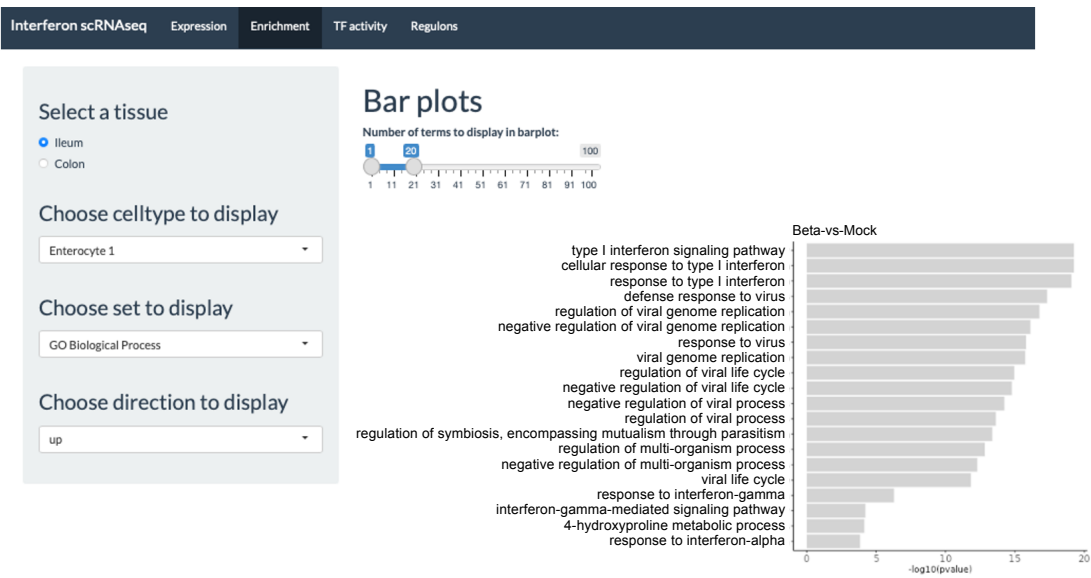 Interferon scRNAseq Expression Enrichment TF activity Regulons
Select a tissue
Ileum
Colon
Choose celltype to display
Enterocyte 1
Choose set to display
GO Biological Process
Choose direction to display
up
Bar plots
Number of terms to display in barplot:
1 20 100
1 11 21 31 41 51 61 71 81 91 100
Beta-vs-Mock
type I interferon signaling pathway
cellular response to type I interferon
response to type I interferon
defense response to virus
regulation of viral genome replication
negative regulation of viral genome replication
response to virus
viral genome replication
regulation of viral life cycle
negative regulation of viral life cycle
negative regulation of viral process
regulation of viral process
regulation of symbiosis, encompassing mutualism through parasitism
regulation of multi-organism process
negative regulation of multi-organism process
viral life cycle
response to interferon-gamma
interferon-gamma-mediated signaling pathway
4-hydroxyproline metabolic process
response to interferon-alpha
0 5 10 15 20
-log10(pvalue)